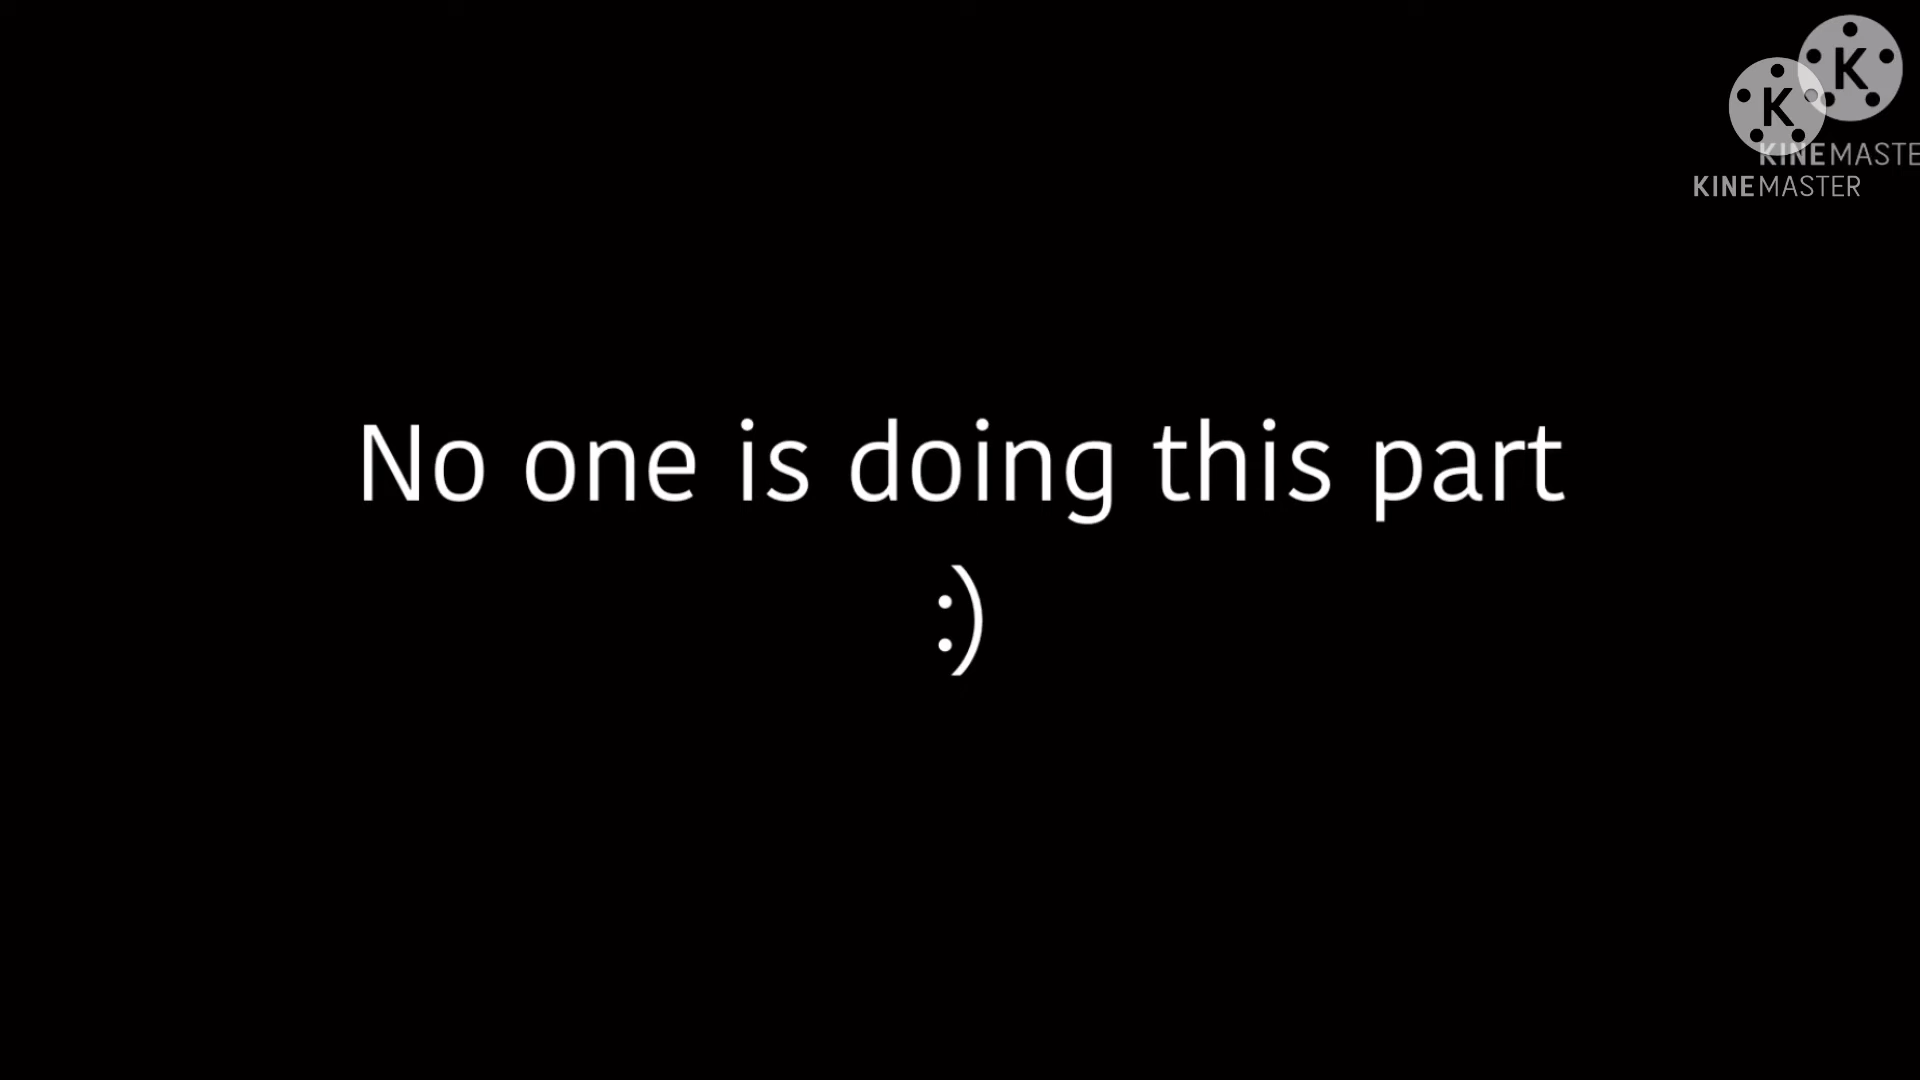 K
K
KINEMASTE
KINEMASTER
No one is doing this part
:)